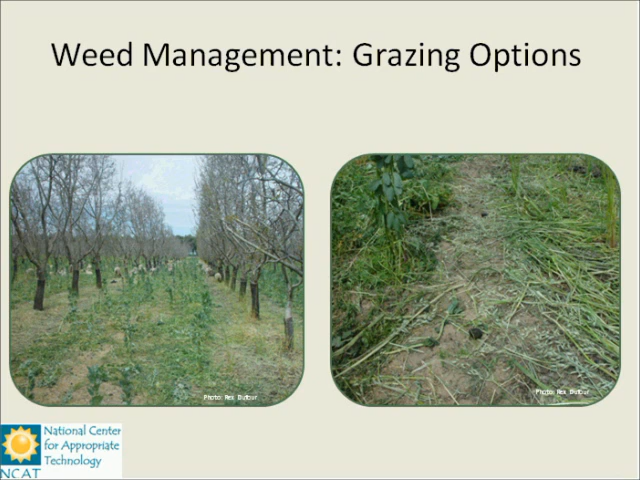 Weed Management: Grazing Options
Photo: Rex Dufour
Photo: Rex Dufour
National Center
for Appropriate
Technology
NCAT